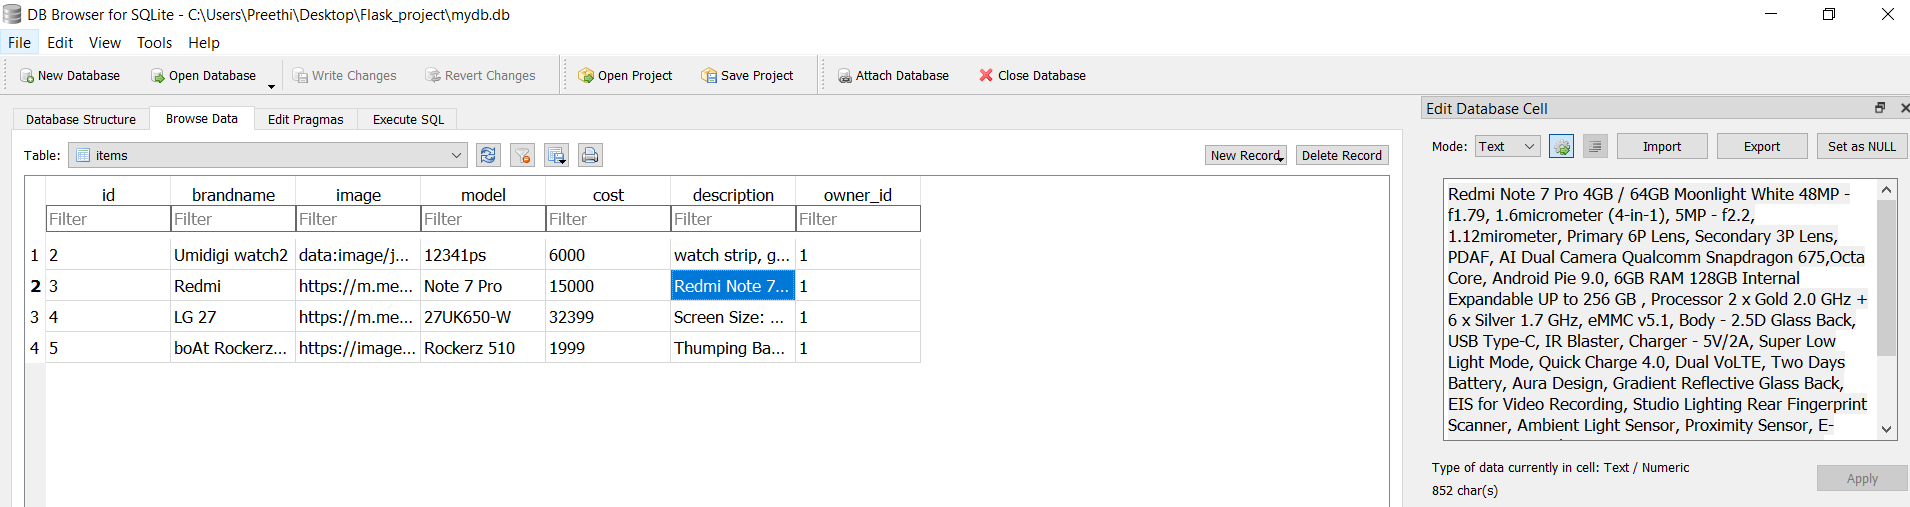 DB Browser for SQLite - C:\Users\Preethi\Desktop\Flask_project\mydb.db
File Edit View Tools Help
New Database Open Database Write Changes Revert Changes Open Project Save Project Attach Database Close Database
Database Structure Browse Data Edit Pragmas Execute SQL
Table: items New Record Delete Record
id brandname image model cost description owner_id
Filter Filter Filter Filter Filter Filter Filter
1 2 Umidigi watch2 data:image/j... 12341ps 6000 watch strip, g... 1
2 3 Redmi https://m.me... Note 7 Pro 15000 Redmi Note 7... 1
3 4 LG 27 https://m.me... 27UK650-W 32399 Screen Size: ... 1
4 5 boAt Rockerz... https://image... Rockerz 510 1999 Thumping Ba... 1
Edit Database Cell
Mode: Text Import Export Set as NULL
Redmi Note 7 Pro 4GB / 64GB Moonlight White 48MP -
f1.79, 1.6micrometer (4-in-1), 5MP - f2.2,
1.12mirometer, Primary 6P Lens, Secondary 3P Lens,
PDAF, AI Dual Camera Qualcomm Snapdragon 675,Octa
Core, Android Pie 9.0, 6GB RAM 128GB Internal
Expandable UP to 256 GB , Processor 2 x Gold 2.0 GHz +
6 x Silver 1.7 GHz, eMMC v5.1, Body - 2.5D Glass Back,
USB Type-C, IR Blaster, Charger - 5V/2A, Super Low
Light Mode, Quick Charge 4.0, Dual VoLTE, Two Days
Battery, Aura Design, Gradient Reflective Glass Back,
EIS for Video Recording, Studio Lighting Rear Fingerprint
Scanner, Ambient Light Sensor, Proximity Sensor, E-
Type of data currently in cell: Text / Numeric
852 char(s)
Apply